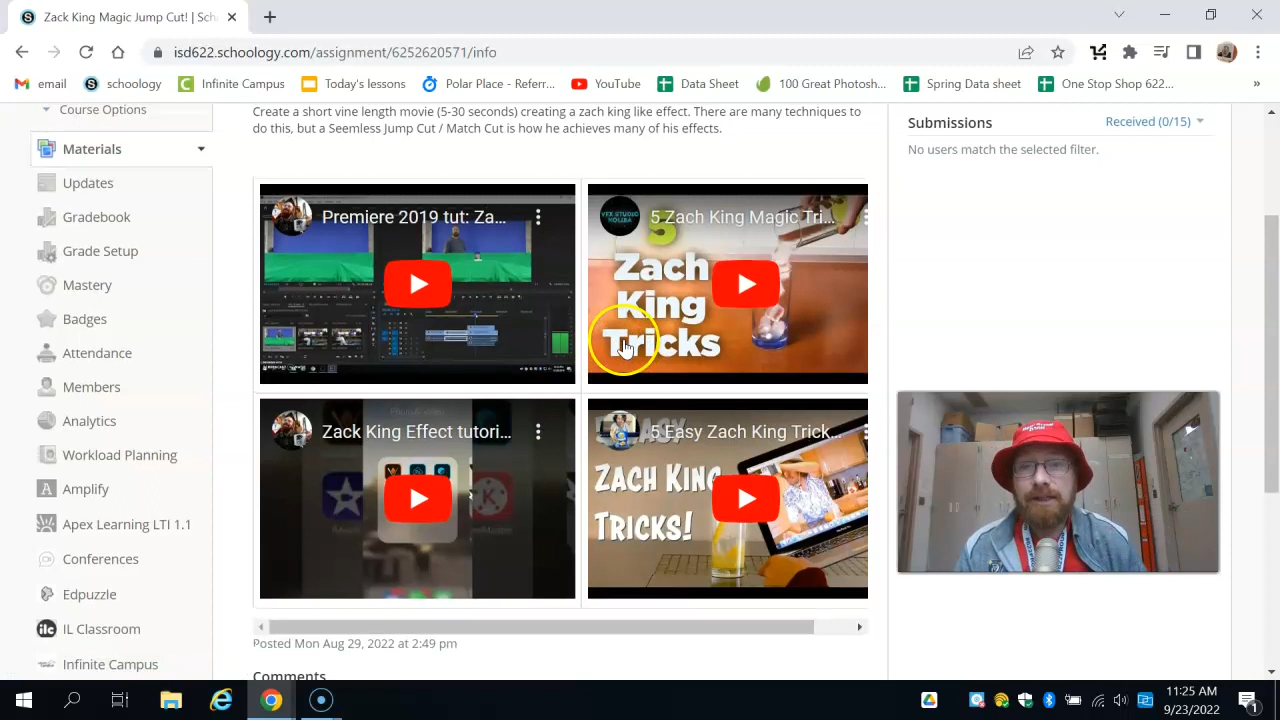 Zack King Magic Jump Cut! | Sch
isd622.schoology.com/assignment/6252620571/info
email
schoology
Infinite Campus
Today's lessons
Polar Place - Referr...
YouTube
Data Sheet
100 Great Photosh...
Spring Data sheet
One Stop Shop 622...
»
Course Options
Materials
Updates
Gradebook
Grade Setup
Mastery
Badges
Attendance
Members
Analytics
Workload Planning
Amplify
Apex Learning LTI 1.1
Conferences
Edpuzzle
IL Classroom
Infinite Campus
Create a short vine length movie (5-30 seconds) creating a zach king like effect. There are many techniques to
do this, but a Seemless Jump Cut / Match Cut is how he achieves many of his effects.
Premiere 2019 tut: Za...
5 Zach King Magic Tri...
5
Zach
King
Tricks
Zack King Effect tutori...
5 Easy Zach King Trick...
ZACH KING
TRICKS!
Posted Mon Aug 29, 2022 at 2:49 pm
Comments
Submissions
Received (0/15)
No users match the selected filter.
11:25 AM
9/23/2022
1